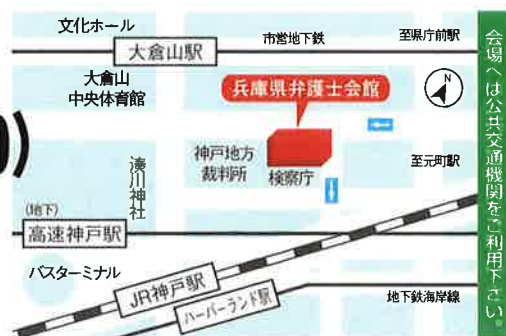 文化ホール
大倉山駅
市営地下鉄
至県庁前駅
大倉山
中央体育館
兵庫県弁護士会館
N
神戸地方
裁判所
検察庁
至元町駅
湊川神社
(地下)
高速神戸駅
バスターミナル
JR神戸駅
ハーバーランド駅
地下鉄海岸線
会場へは公共交通機関をご利用下さい。